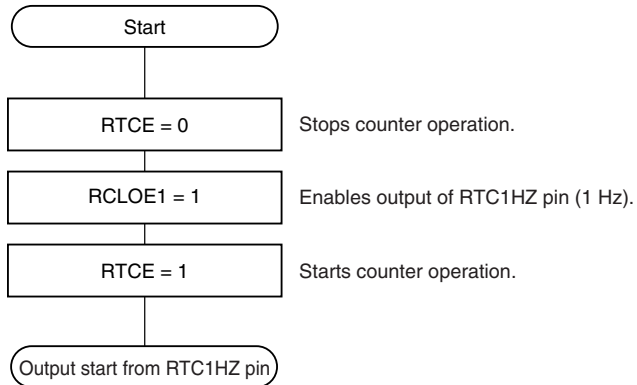 Start
RTCE = 0 Stops counter operation.
RCLOE1 = 1 Enables output of RTC1HZ pin (1 Hz).
RTCE = 1 Starts counter operation.
Output start from RTC1HZ pin